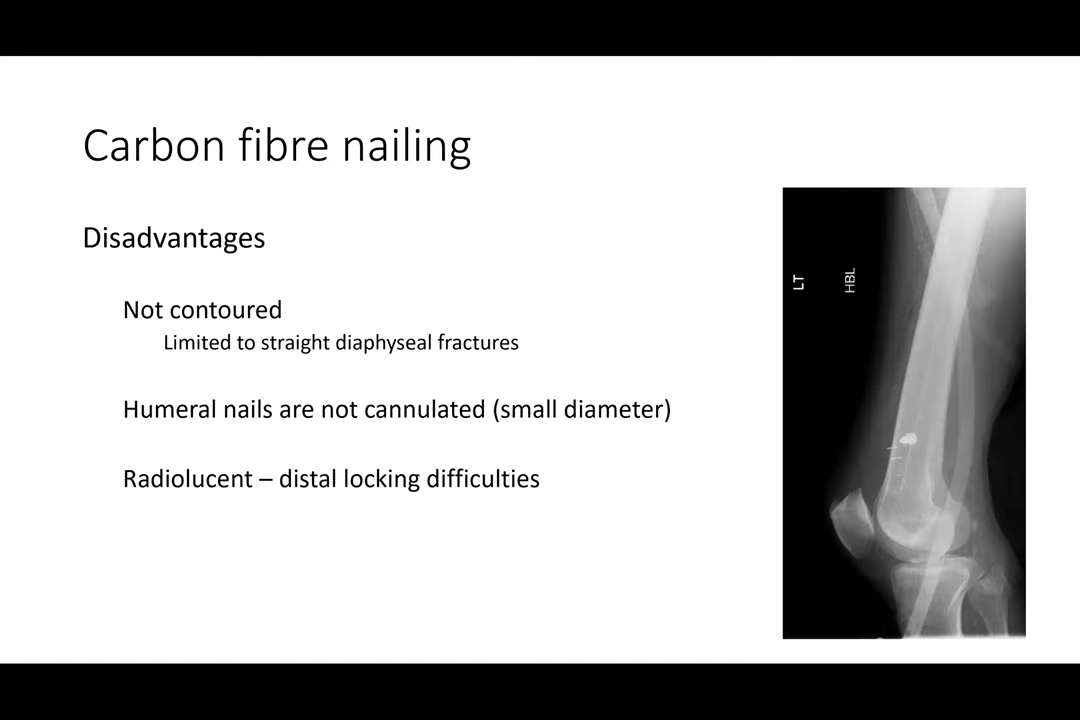 Carbon fibre nailing
Disadvantages
Not contoured
Limited to straight diaphyseal fractures
Humeral nails are not cannulated (small diameter)
Radiolucent – distal locking difficulties
LT
HBL